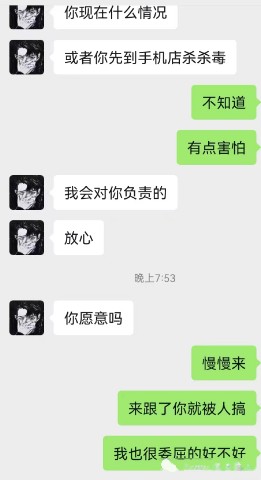 你现在什么情况
或者你先到手机店杀杀毒
不知道
有点害怕
我会对你负责的
放心
晚上7:53
你愿意吗
慢慢来
来跟了你就被人搞
我也很委屈的好不好